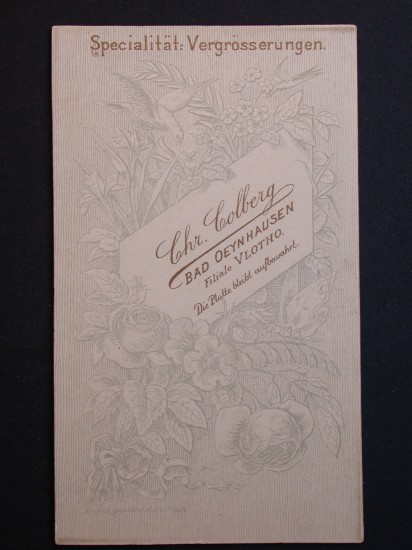 Specialität: Vergrösserungen.
Chr. Colberg
BAD OEYNHAUSEN
Filiale VLOTHO.
Die Platte bleibt aufbewahrt.